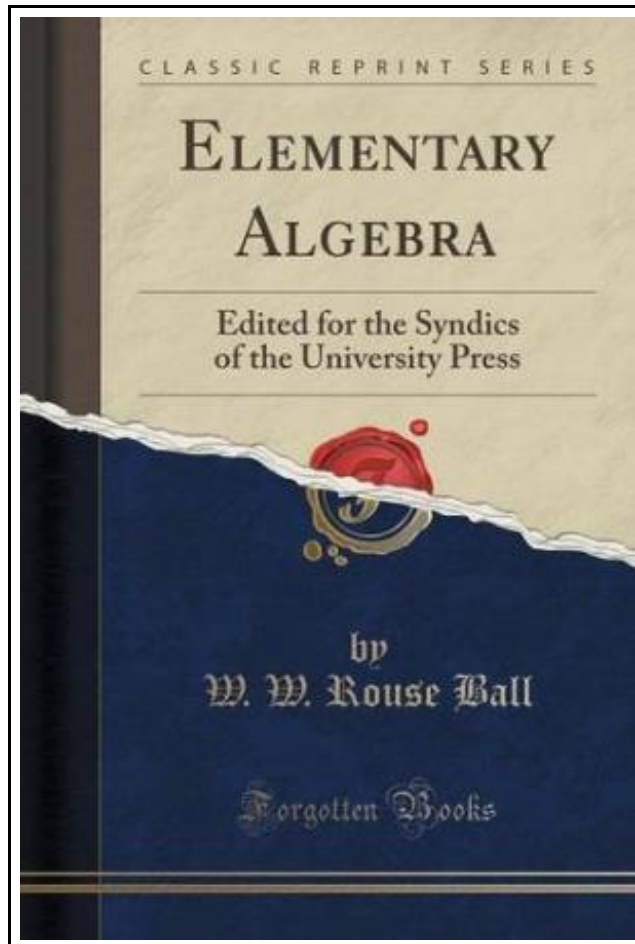 CLASSIC REPRINT SERIES
ELEMENTARY
ALGEBRA
Edited for the Syndics
of the University Press
by
W. W. Rouse Ball
Forgotten Books